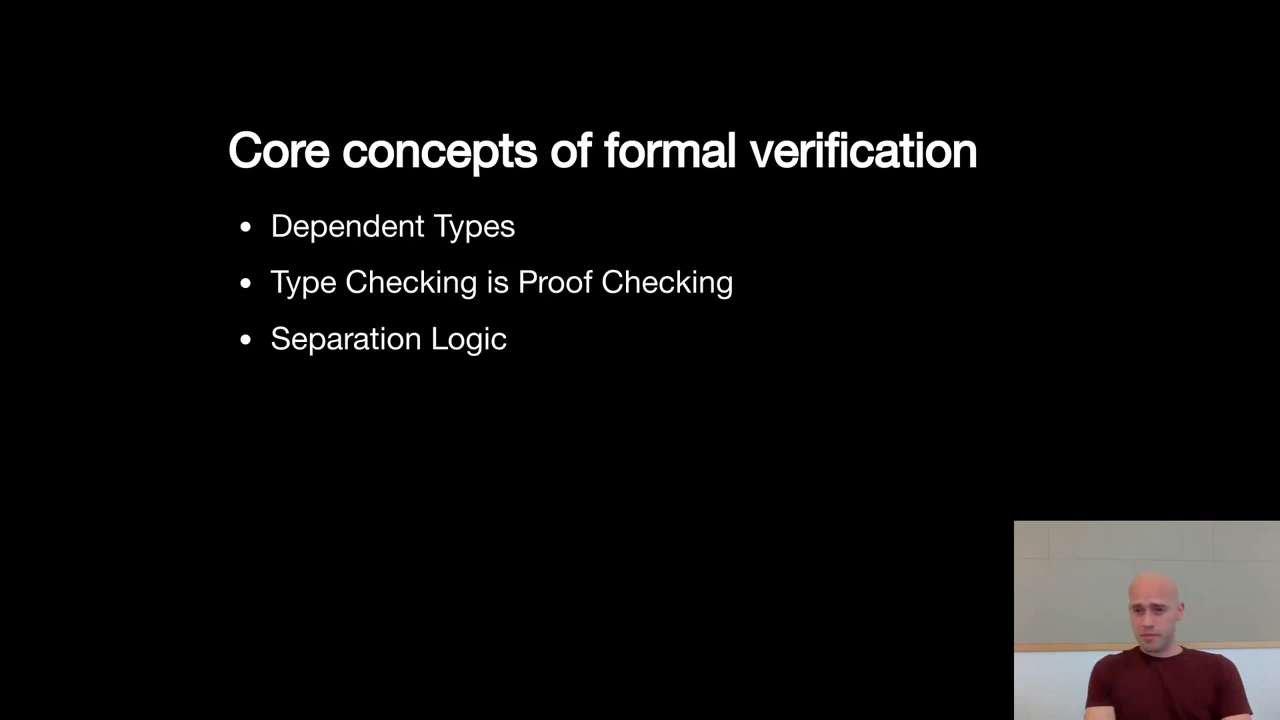 Core concepts of formal verification
• Dependent Types
• Type Checking is Proof Checking
• Separation Logic